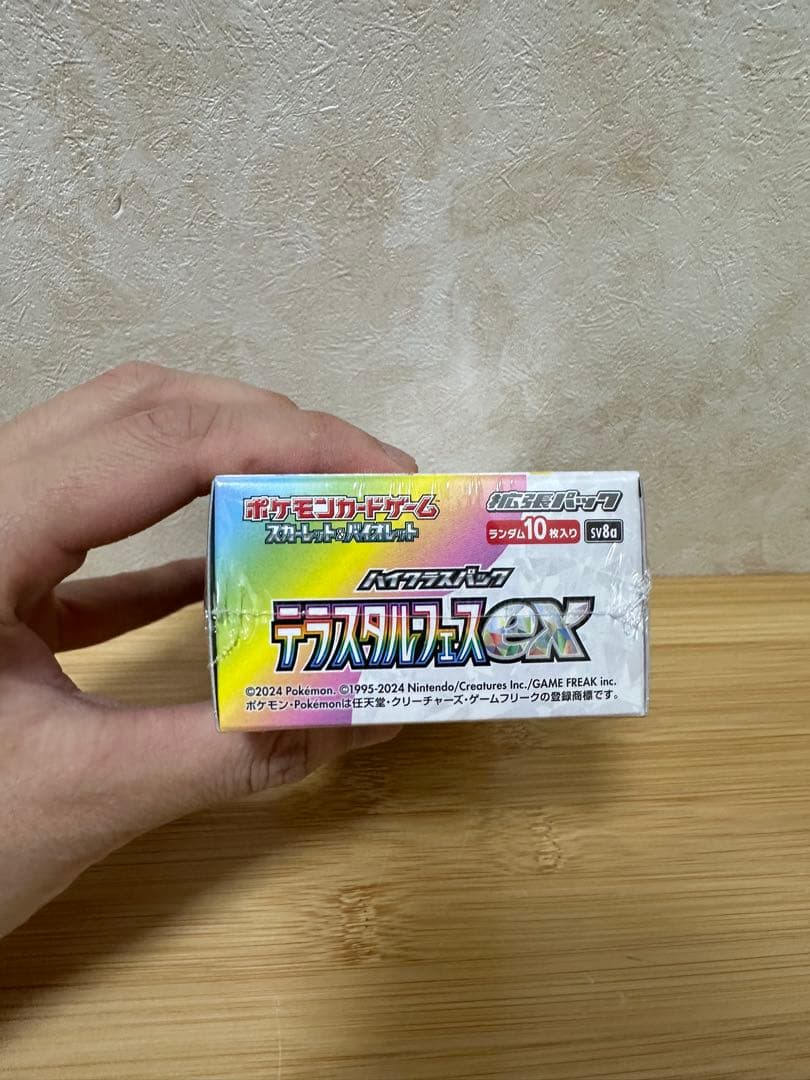 ポケモンカードゲーム
スカーレット&バイオレット
拡張パック
ランダム10枚入り SV8a
ハイクラスパック
テラスタルフェスex
©2024 Pokémon. ©1995-2024 Nintendo/Creatures Inc./GAME FREAK inc.
ポケモン・Pokémonは任天堂・クリーチャーズ・ゲームフリークの登録商標です。